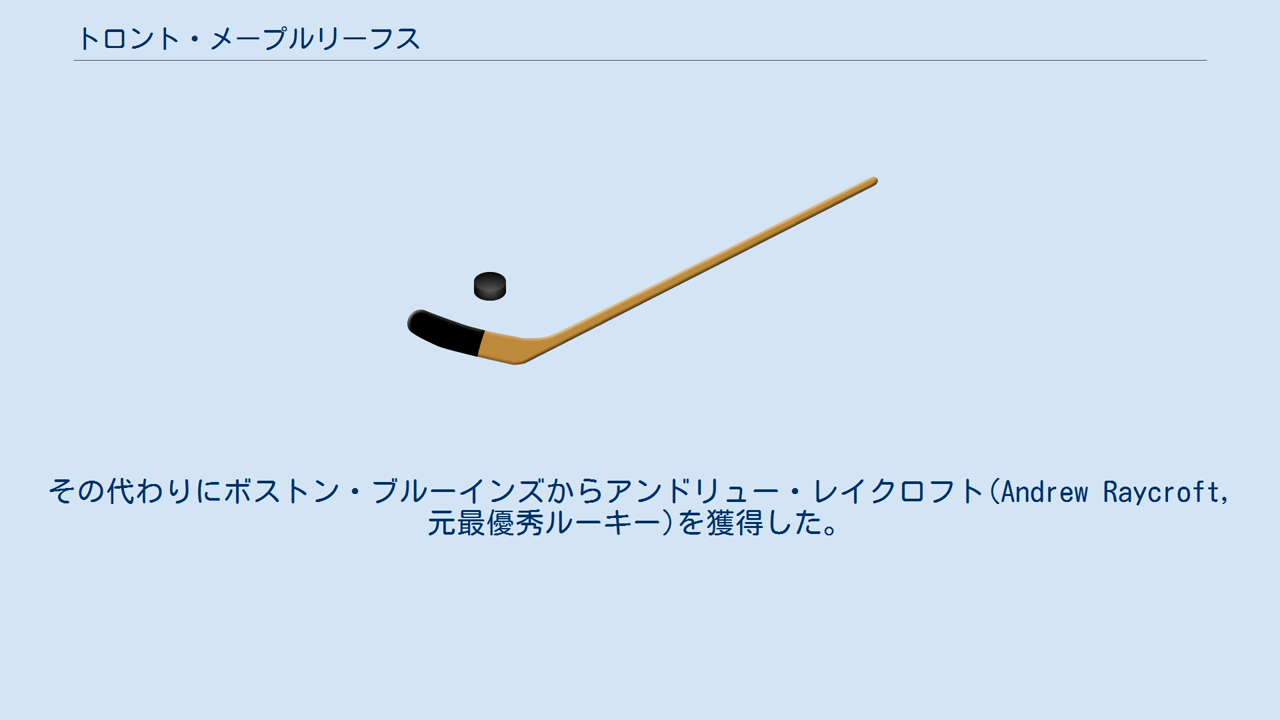 トロント・メープルリーフス
その代わりにボストン・ブルーインズからアンドリュー・レイクロフト(Andrew Raycroft,
元最優秀ルーキー)を獲得した。